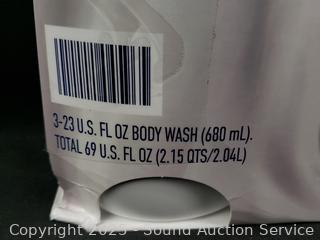 3-23 U.S. FL OZ BODY WASH (680 mL).
TOTAL 69 U.S. FL OZ (2.15 QTS/2.04L)
Copyright 2023 - Sound Auction Service